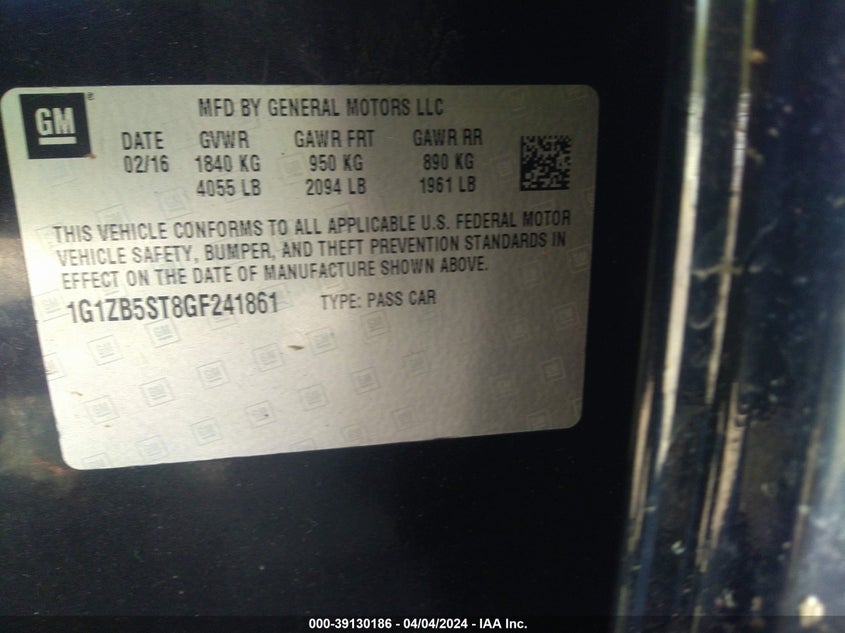 GM®
MFD BY GENERAL MOTORS LLC
DATE GVWR GAWR FRT GAWR RR
02/16 1840 KG 950 KG 890 KG
4055 LB 2094 LB 1961 LB
THIS VEHICLE CONFORMS TO ALL APPLICABLE U.S. FEDERAL MOTOR
VEHICLE SAFETY, BUMPER, AND THEFT PREVENTION STANDARDS IN
EFFECT ON THE DATE OF MANUFACTURE SHOWN ABOVE.
1G1ZB5ST8GF241861 TYPE: PASS CAR
000-39130186 - 04/04/2024 - IAA Inc.